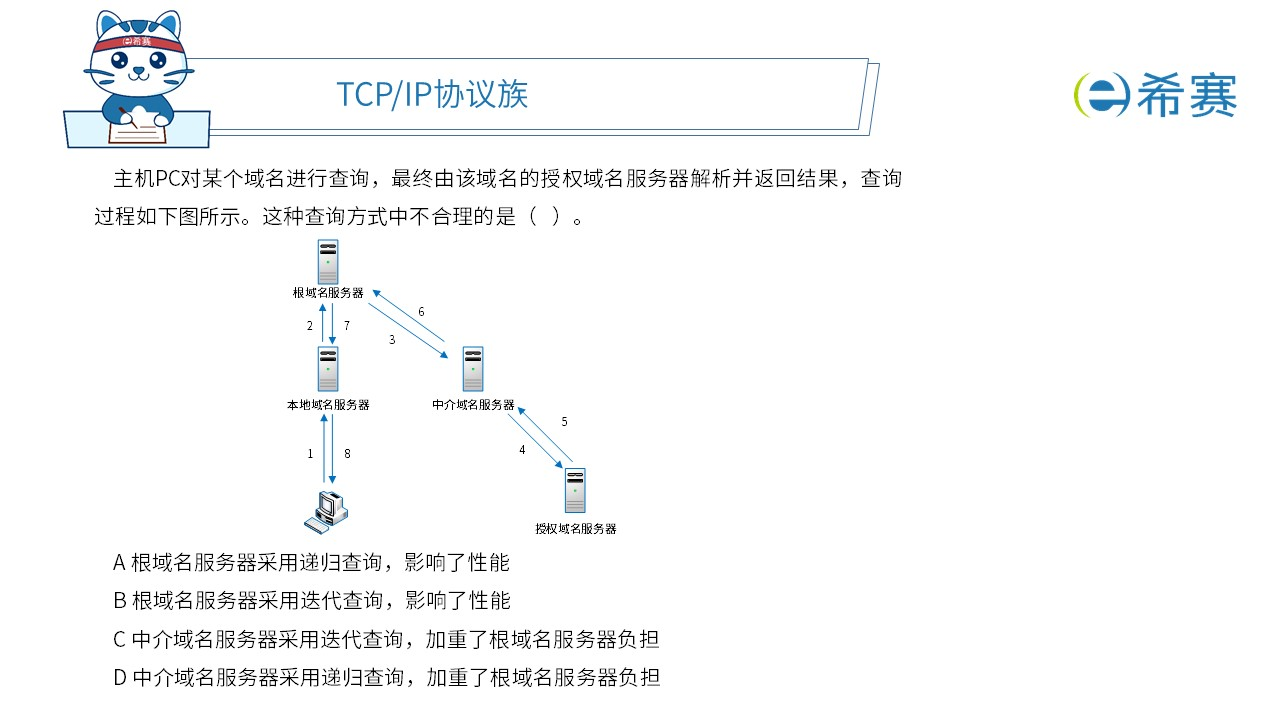 希赛
TCP/IP协议族
希赛
主机PC对某个域名进行查询，最终由该域名的授权域名服务器解析并返回结果，查询
过程如下图所示。这种查询方式中不合理的是（ ）。
根域名服务器
6
2
7
3
本地域名服务器
中介域名服务器
5
4
1
8
授权域名服务器
A 根域名服务器采用递归查询，影响了性能
B 根域名服务器采用迭代查询，影响了性能
C 中介域名服务器采用迭代查询，加重了根域名服务器负担
D 中介域名服务器采用递归查询，加重了根域名服务器负担